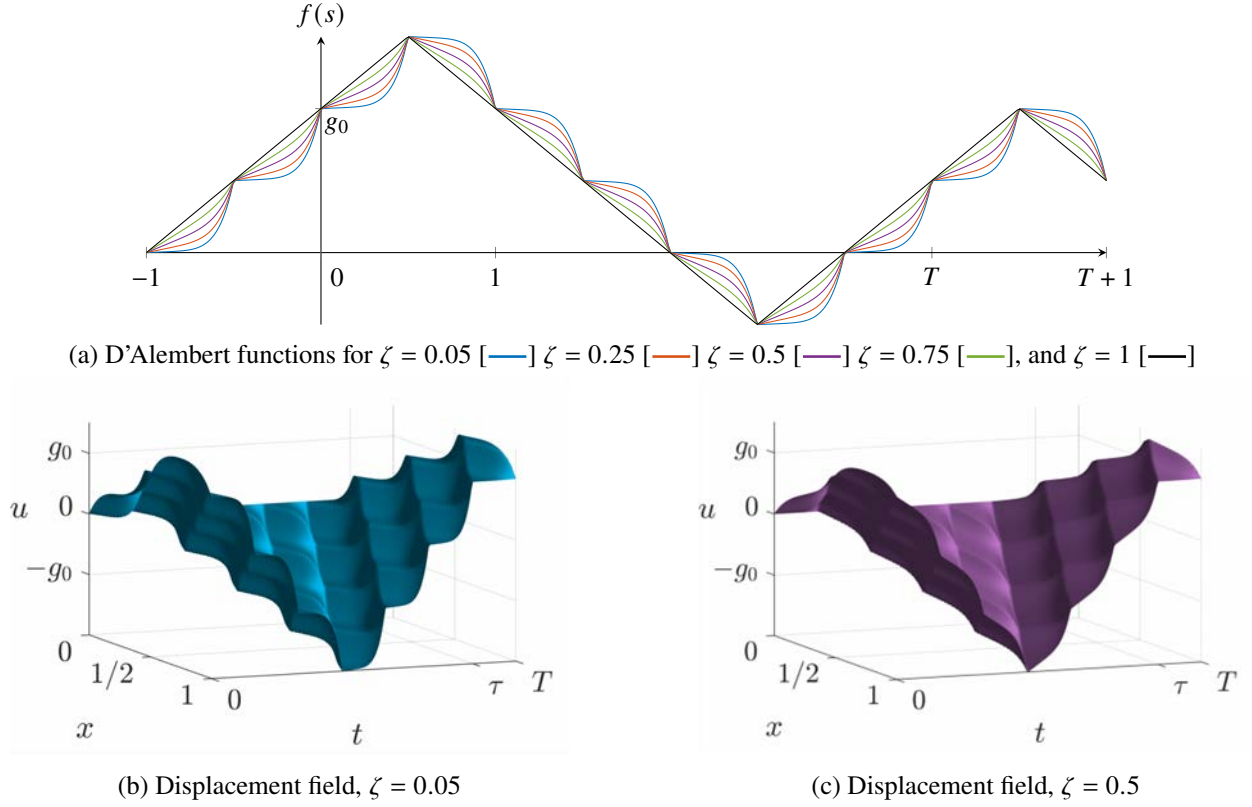 f(s)
g₀
−1 0 1 T T + 1
(a) D'Alembert functions for ζ = 0.05 [—] ζ = 0.25 [—] ζ = 0.5 [—] ζ = 0.75 [—], and ζ = 1 [—]
g₀
0
u
−g₀
0
1/2
1
x
0
t
τ
T
g₀
0
u
−g₀
0
1/2
1
x
0
t
τ
T
(b) Displacement field, ζ = 0.05
(c) Displacement field, ζ = 0.5